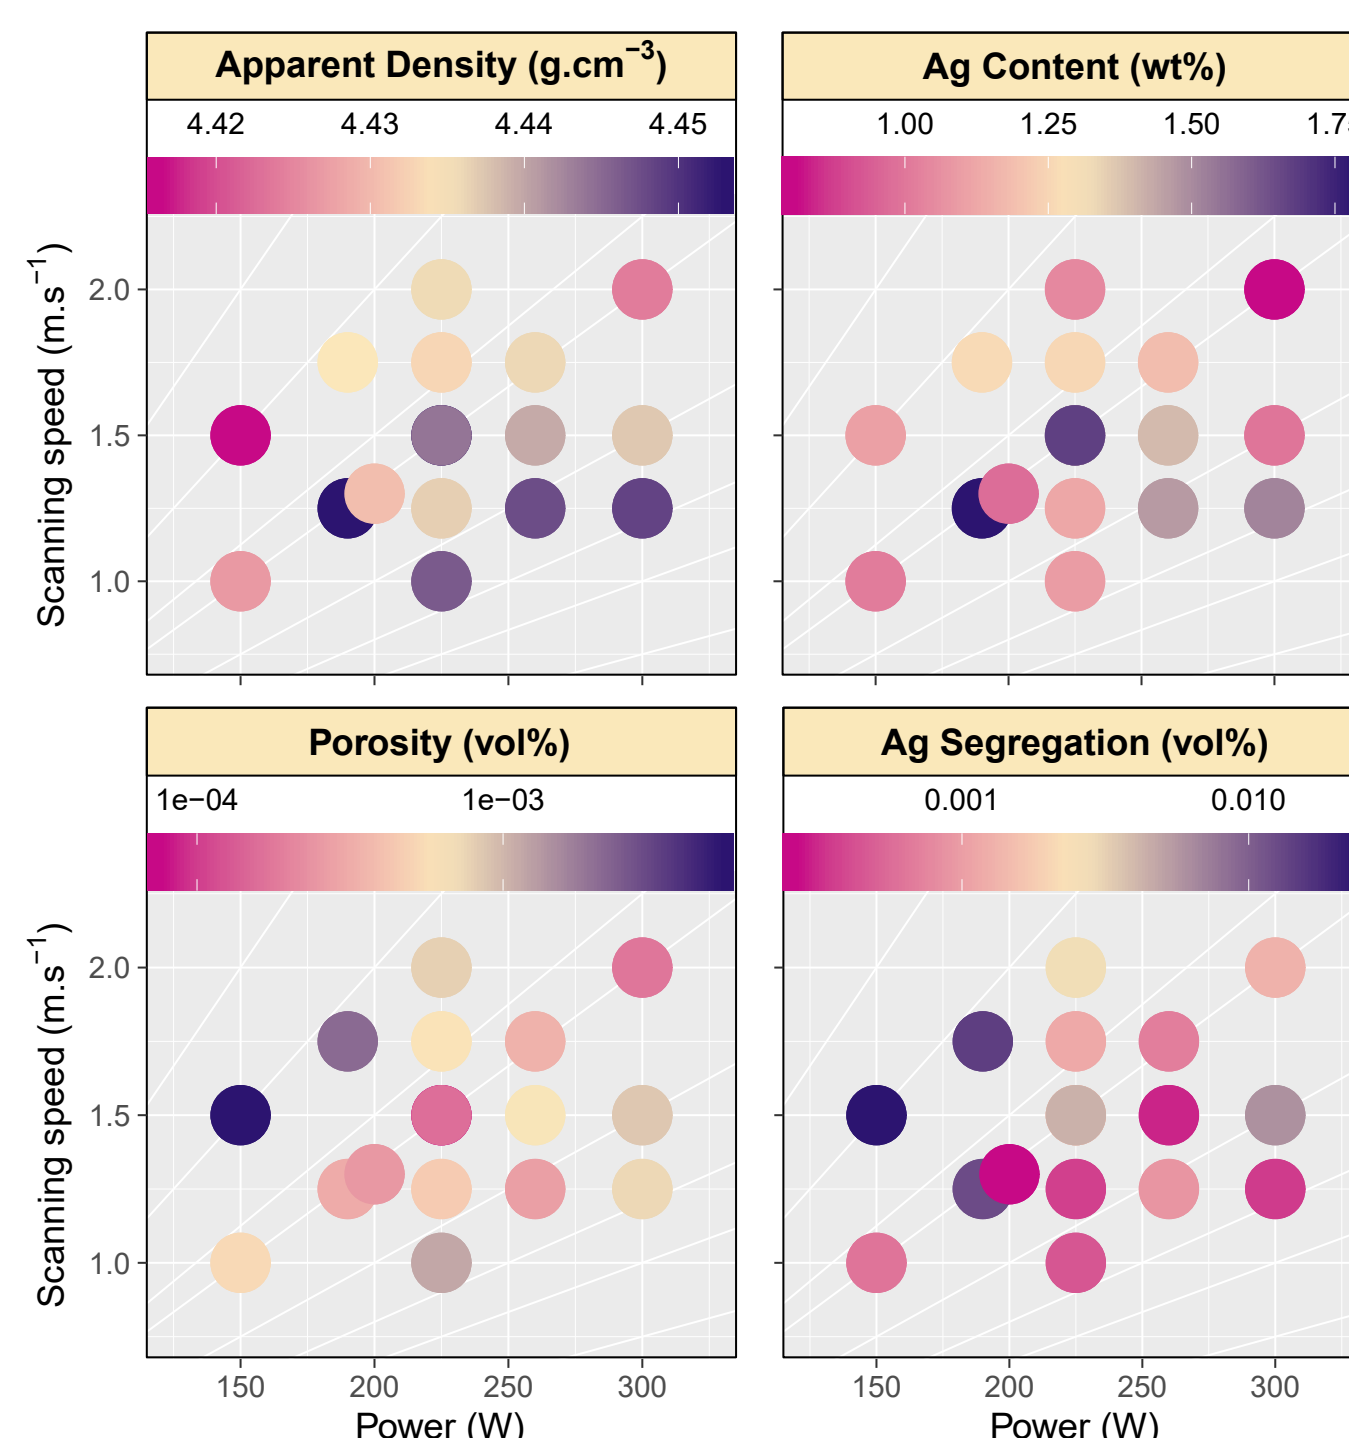 Apparent Density (g.cm⁻³)
4.42 4.43 4.44 4.45
Ag Content (wt%)
1.00 1.25 1.50
Scanning speed (m.s⁻¹)
2.0
1.5
1.0
Porosity (vol%)
1e−04 1e−03
Ag Segregation (vol%)
0.001 0.010
Scanning speed (m.s⁻¹)
2.0
1.5
1.0
150 200 250 300
Power (W)
150 200 250 300
Power (W)